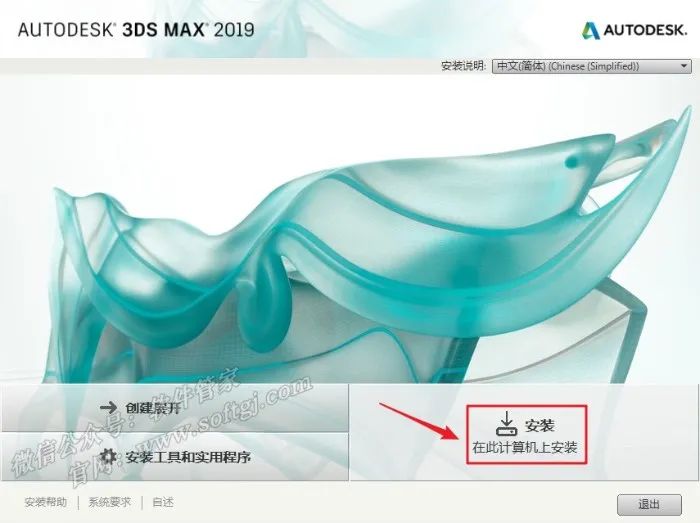 AUTODESK® 3DS MAX® 2019
AUTODESK.
安装说明: 中文(简体) (Chinese (Simplified))
创建展开
安装工具和实用程序
安装
在此计算机上安装
微信公众号：软件管家
官网：www.softgj.com
安装帮助 | 系统要求 | 自述
退出